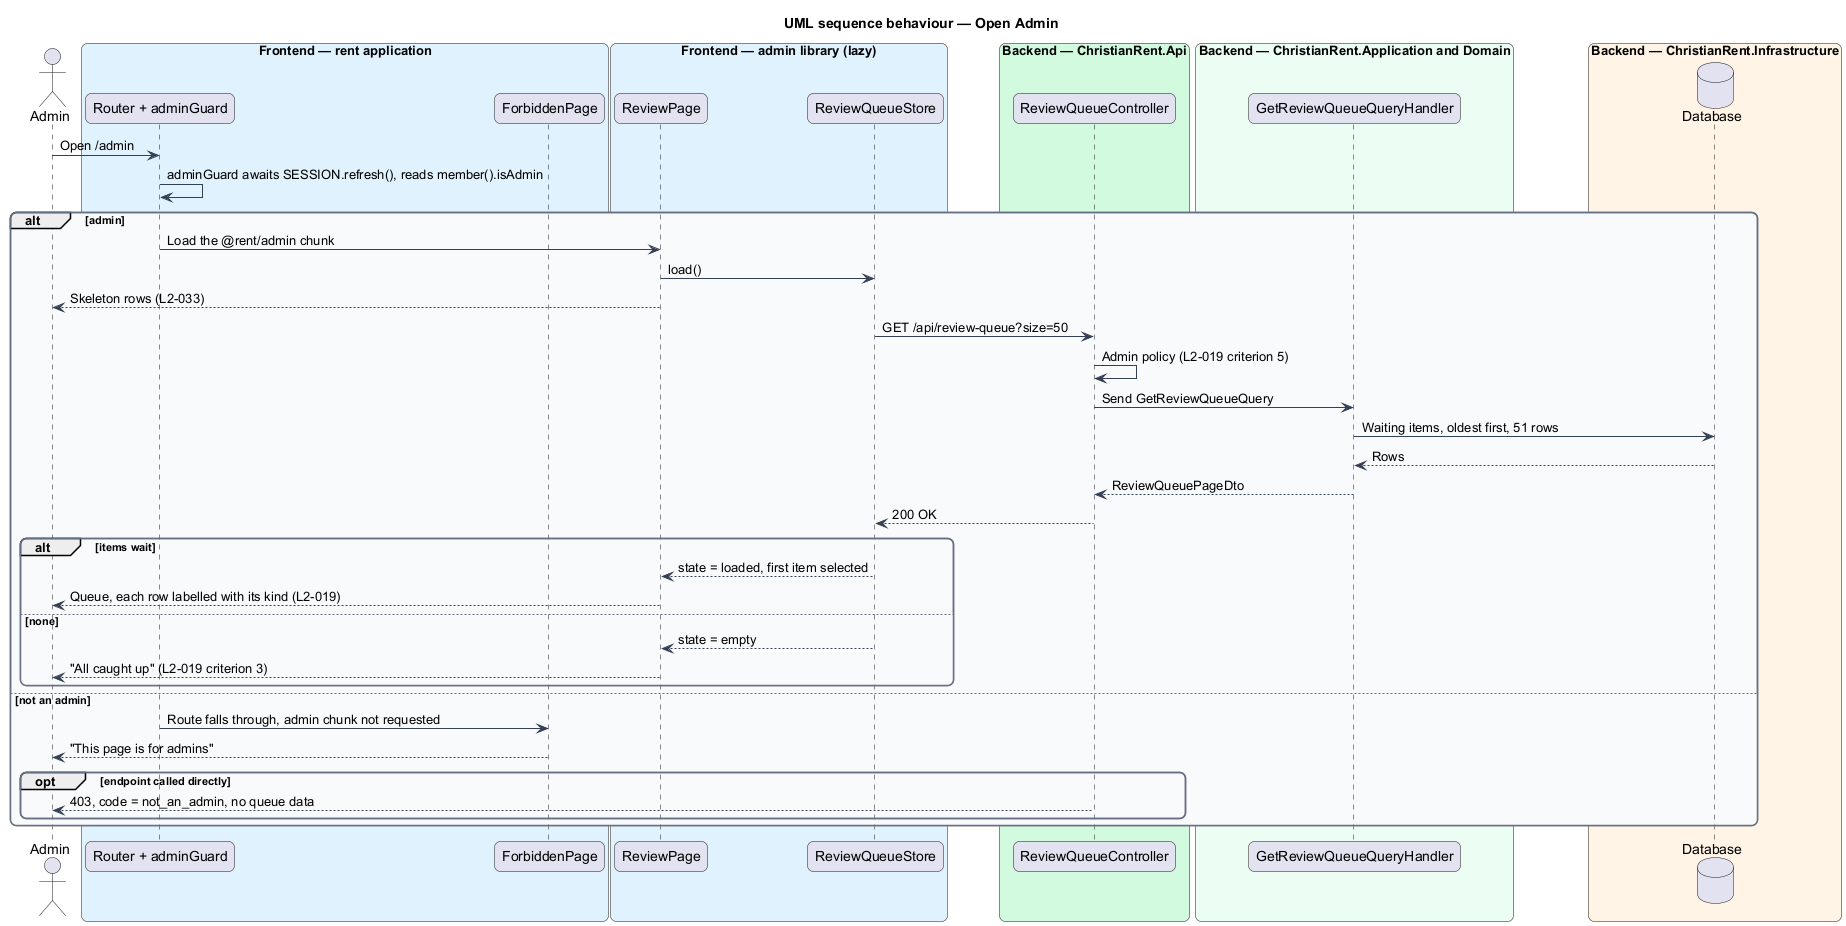 UML sequence behaviour — Open Admin
Frontend — rent application
Frontend — admin library (lazy)
Backend — ChristianRent.Api
Backend — ChristianRent.Application and Domain
Backend — ChristianRent.Infrastructure
Admin
Router + adminGuard
ForbiddenPage
ReviewPage
ReviewQueueStore
ReviewQueueController
GetReviewQueueQueryHandler
Database
Open /admin
adminGuard awaits SESSION.refresh(), reads member().isAdmin
alt [admin]
Load the @rent/admin chunk
load()
Skeleton rows (L2-033)
GET /api/review-queue?size=50
Admin policy (L2-019 criterion 5)
Send GetReviewQueueQuery
Waiting items, oldest first, 51 rows
Rows
ReviewQueuePageDto
200 OK
alt [items wait]
state = loaded, first item selected
Queue, each row labelled with its kind (L2-019)
[none]
state = empty
"All caught up" (L2-019 criterion 3)
[not an admin]
Route falls through, admin chunk not requested
"This page is for admins"
opt [endpoint called directly]
403, code = not_an_admin, no queue data
Admin
Router + adminGuard
ForbiddenPage
ReviewPage
ReviewQueueStore
ReviewQueueController
GetReviewQueueQueryHandler
Database